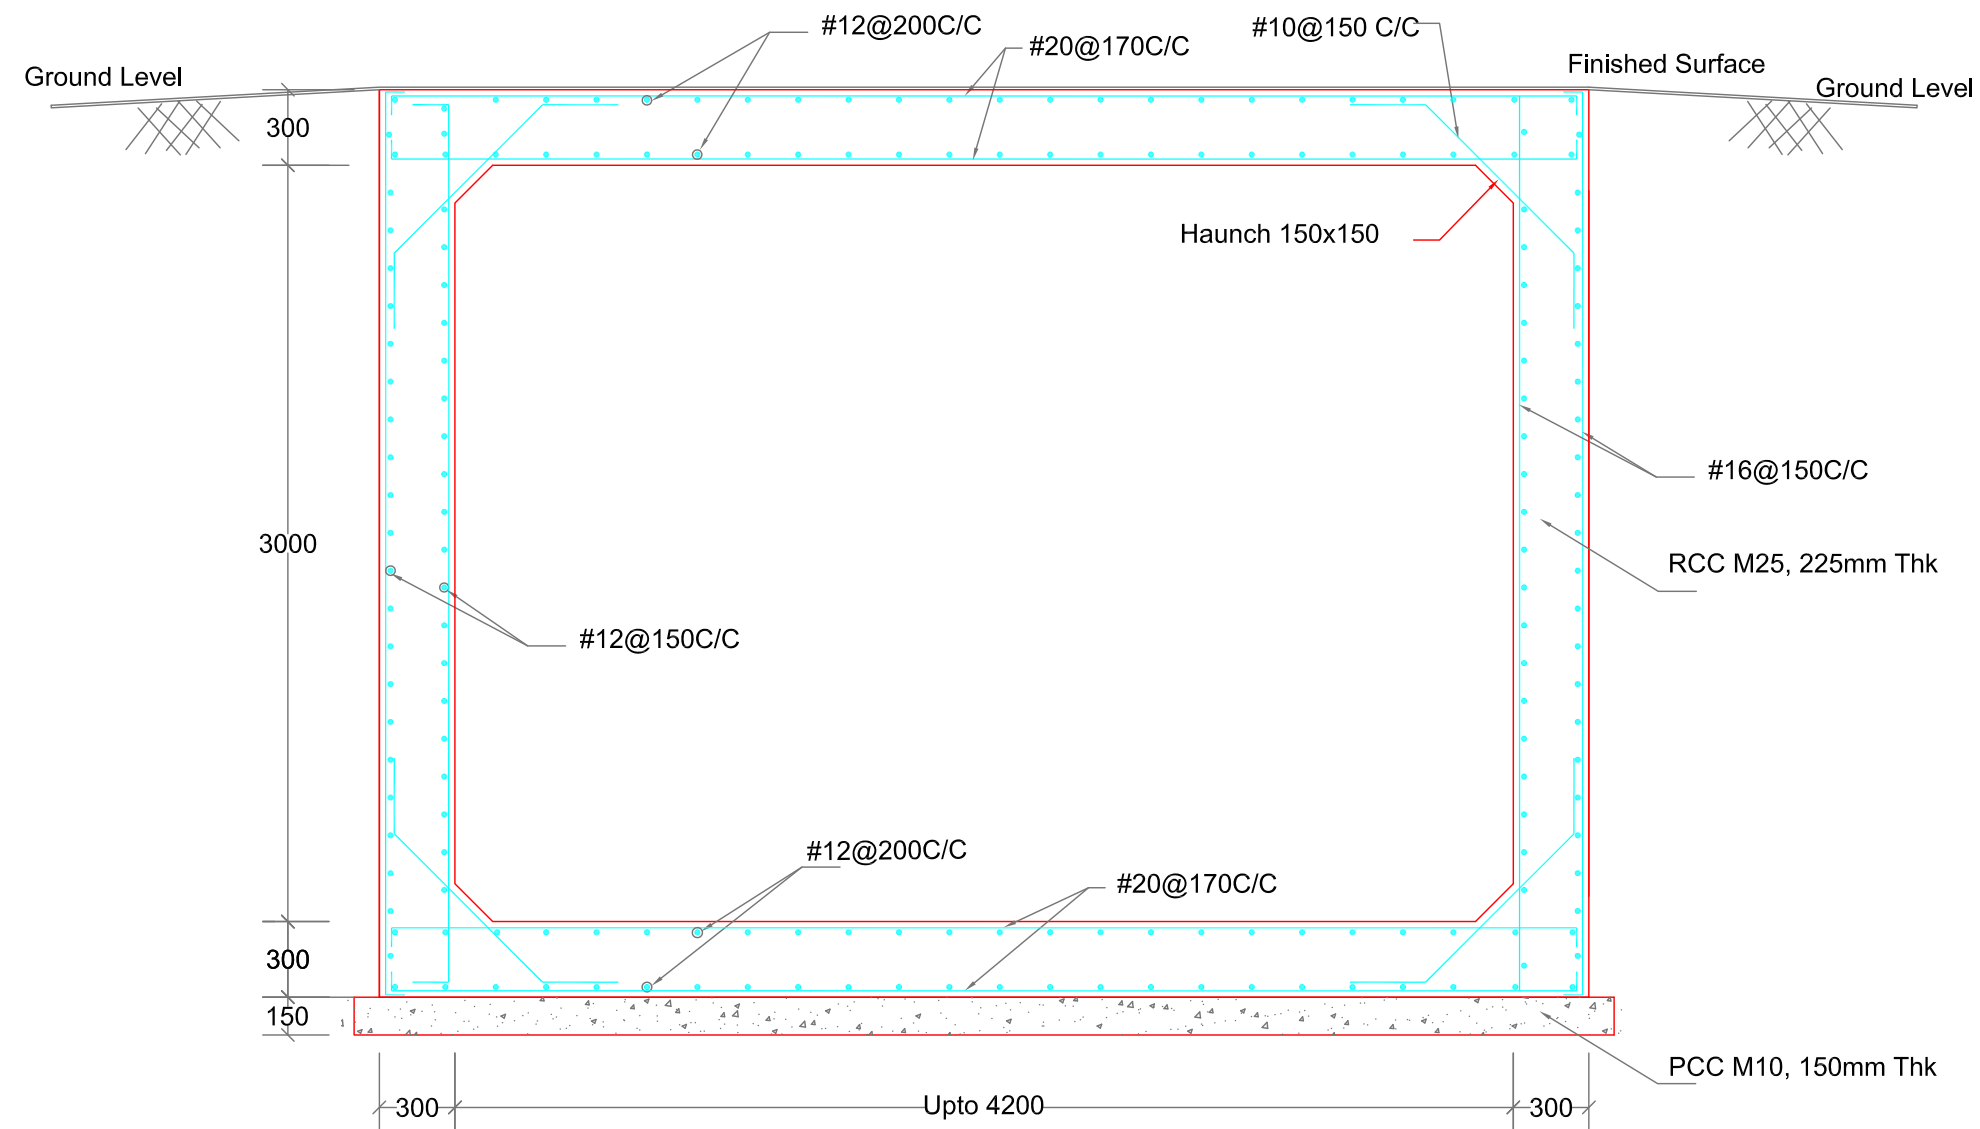 #12@200C/C
#10@150 C/C
#20@170C/C
Ground Level
Finished Surface
Ground Level
300
Haunch 150x150
#16@150C/C
3000
RCC M25, 225mm Thk
#12@150C/C
#12@200C/C
#20@170C/C
300
150
PCC M10, 150mm Thk
300
Upto 4200
300